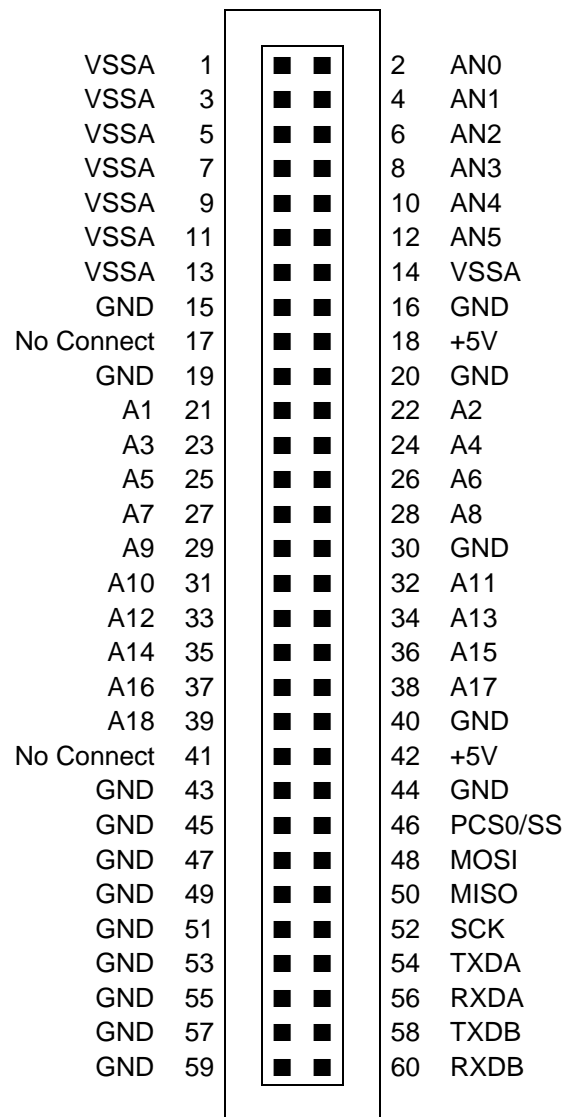 VSSA 1 2 AN0
VSSA 3 4 AN1
VSSA 5 6 AN2
VSSA 7 8 AN3
VSSA 9 10 AN4
VSSA 11 12 AN5
VSSA 13 14 VSSA
GND 15 16 GND
No Connect 17 18 +5V
GND 19 20 GND
A1 21 22 A2
A3 23 24 A4
A5 25 26 A6
A7 27 28 A8
A9 29 30 GND
A10 31 32 A11
A12 33 34 A13
A14 35 36 A15
A16 37 38 A17
A18 39 40 GND
No Connect 41 42 +5V
GND 43 44 GND
GND 45 46 PCS0/SS
GND 47 48 MOSI
GND 49 50 MISO
GND 51 52 SCK
GND 53 54 TXDA
GND 55 56 RXDA
GND 57 58 TXDB
GND 59 60 RXDB